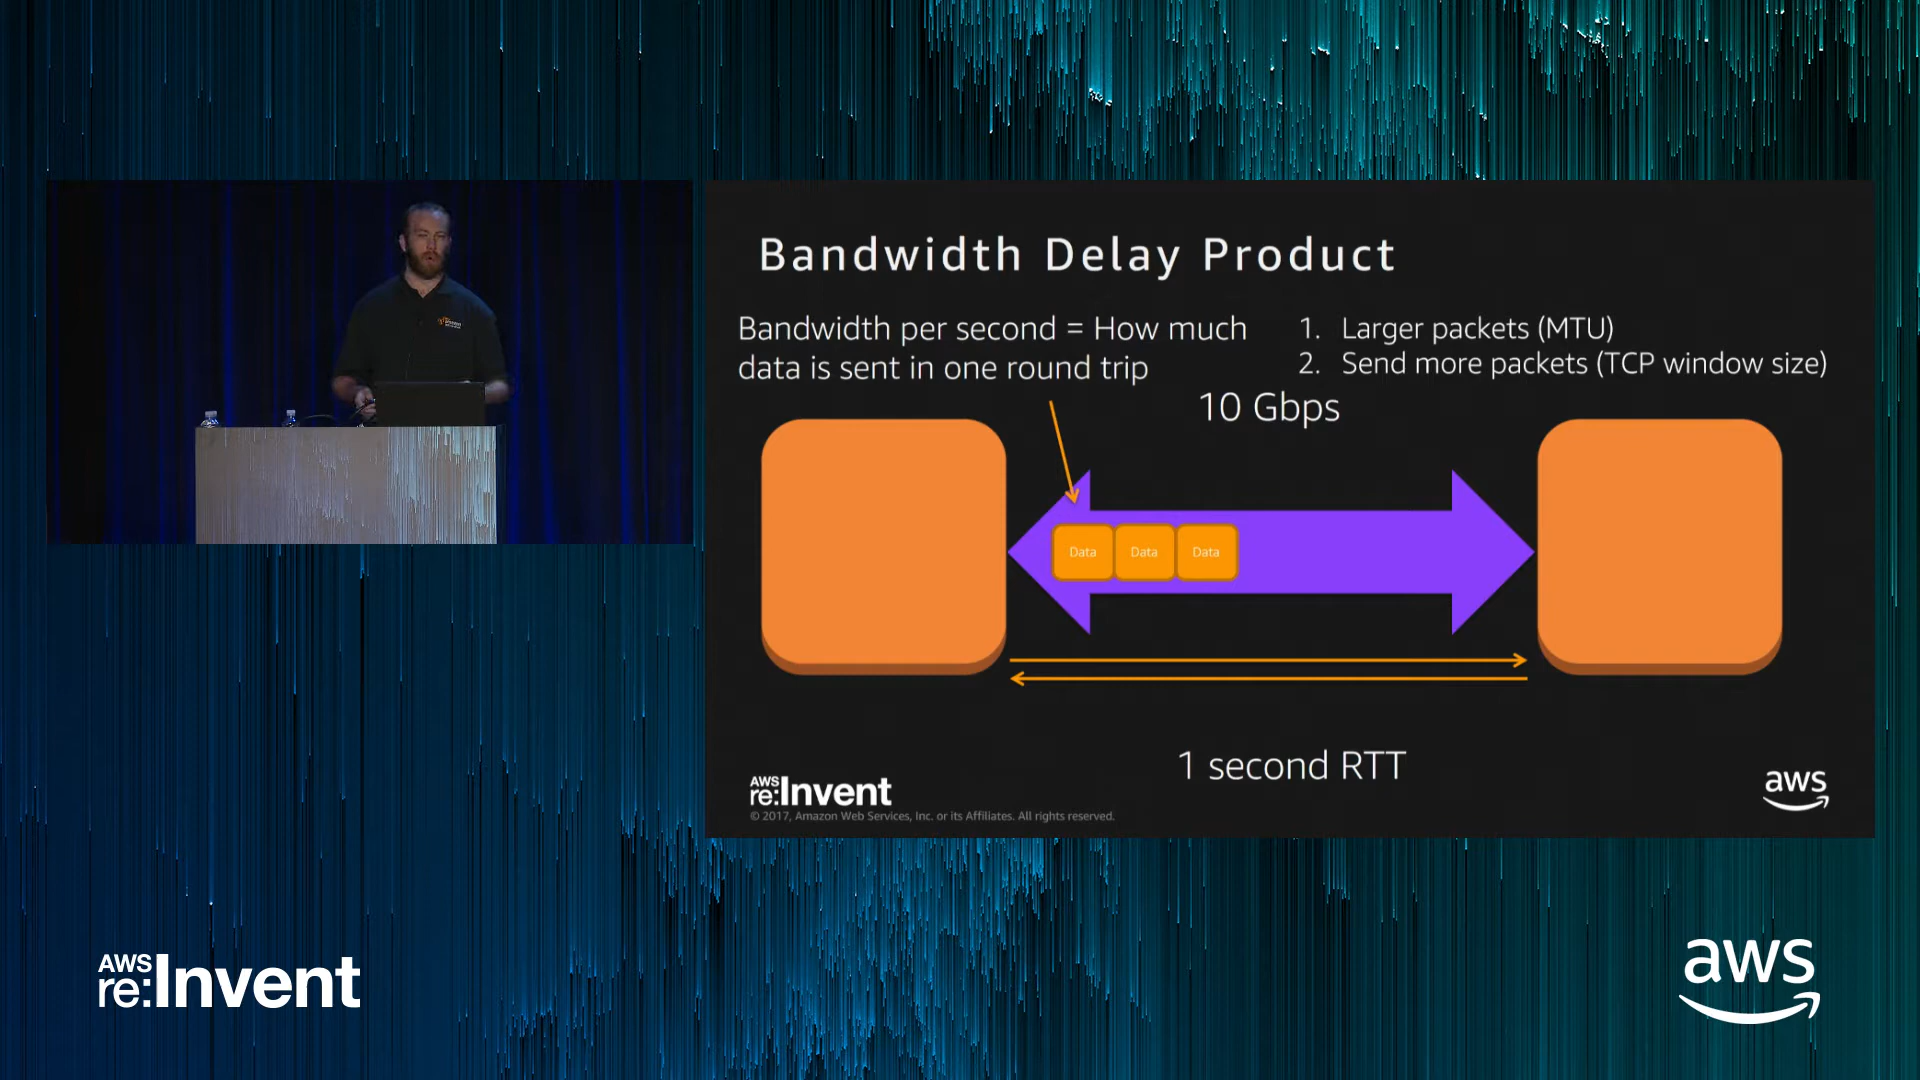 Bandwidth Delay Product
Bandwidth per second = How much
data is sent in one round trip
1. Larger packets (MTU)
2. Send more packets (TCP window size)
10 Gbps
Data Data Data
1 second RTT
AWS
re:Invent
© 2017, Amazon Web Services, Inc. or its Affiliates. All rights reserved.
aws
AWS
re:Invent
aws